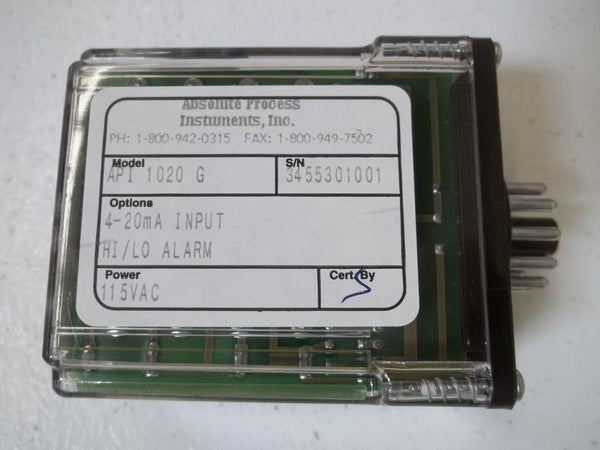 Absolute Process
Instuments, Inc.
PH: 1-800-942-0315 FAX: 1-800-949-7502
Model S/N
API 1020 G 3455301001
Options
4-20mA INPUT
HI/LO ALARM
Power Cert. By
115VAC